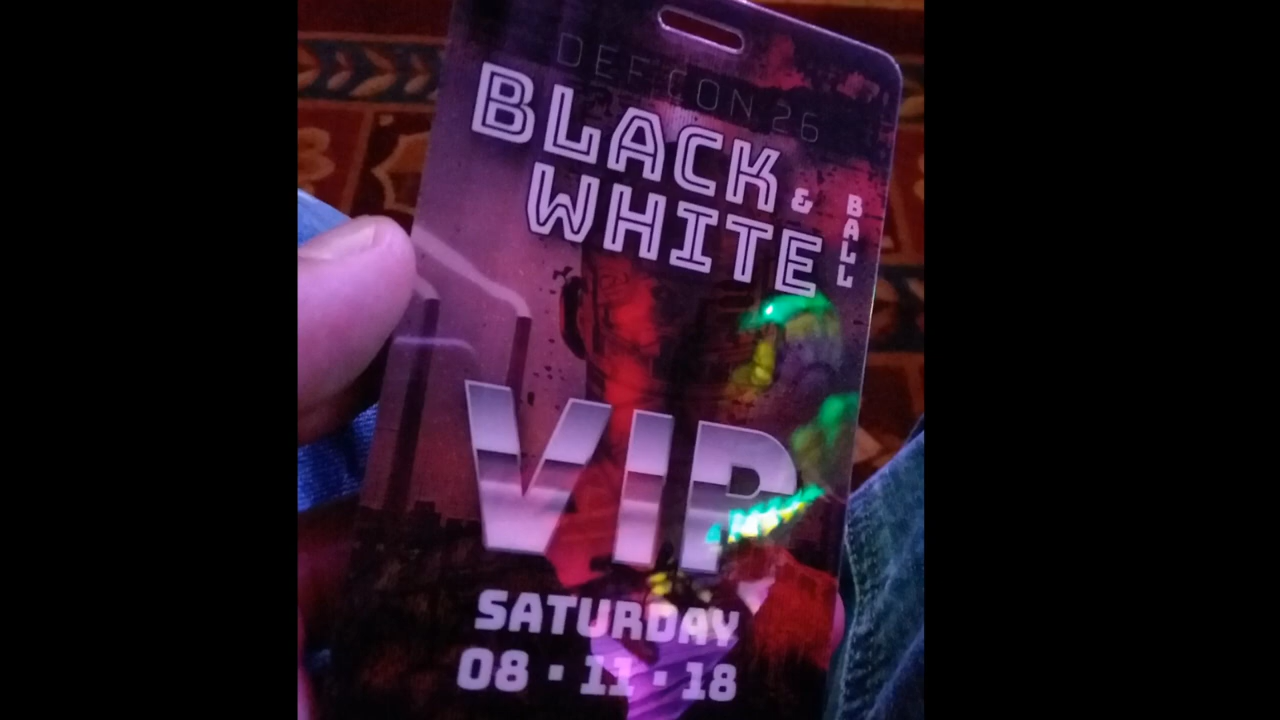 DEF CON 26
BLACK &
WHITE
BALL
VIP
SATURDAY
08 · 11 · 18